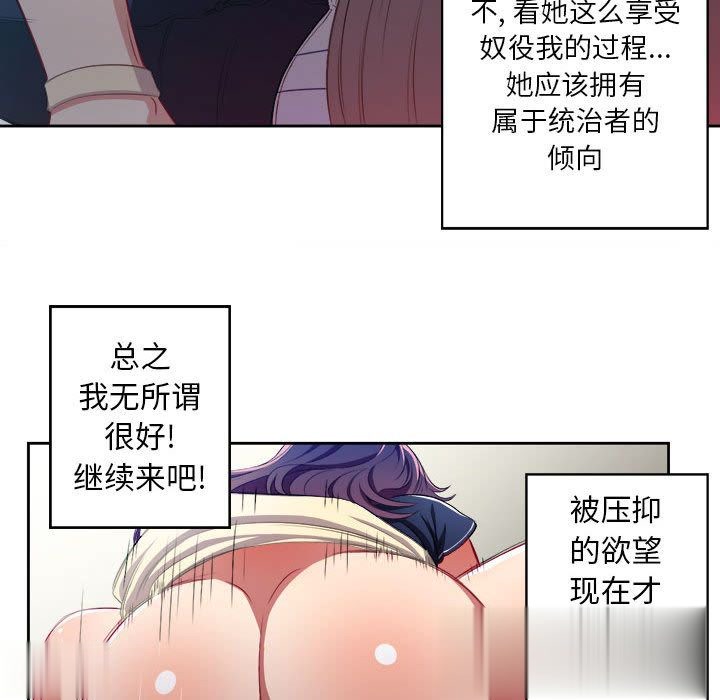 不, 看她这么享受
奴役我的过程...
她应该拥有
属于统治者的
倾向
总之
我无所谓
很好!
继续来吧!
被压抑
的欲望
现在才